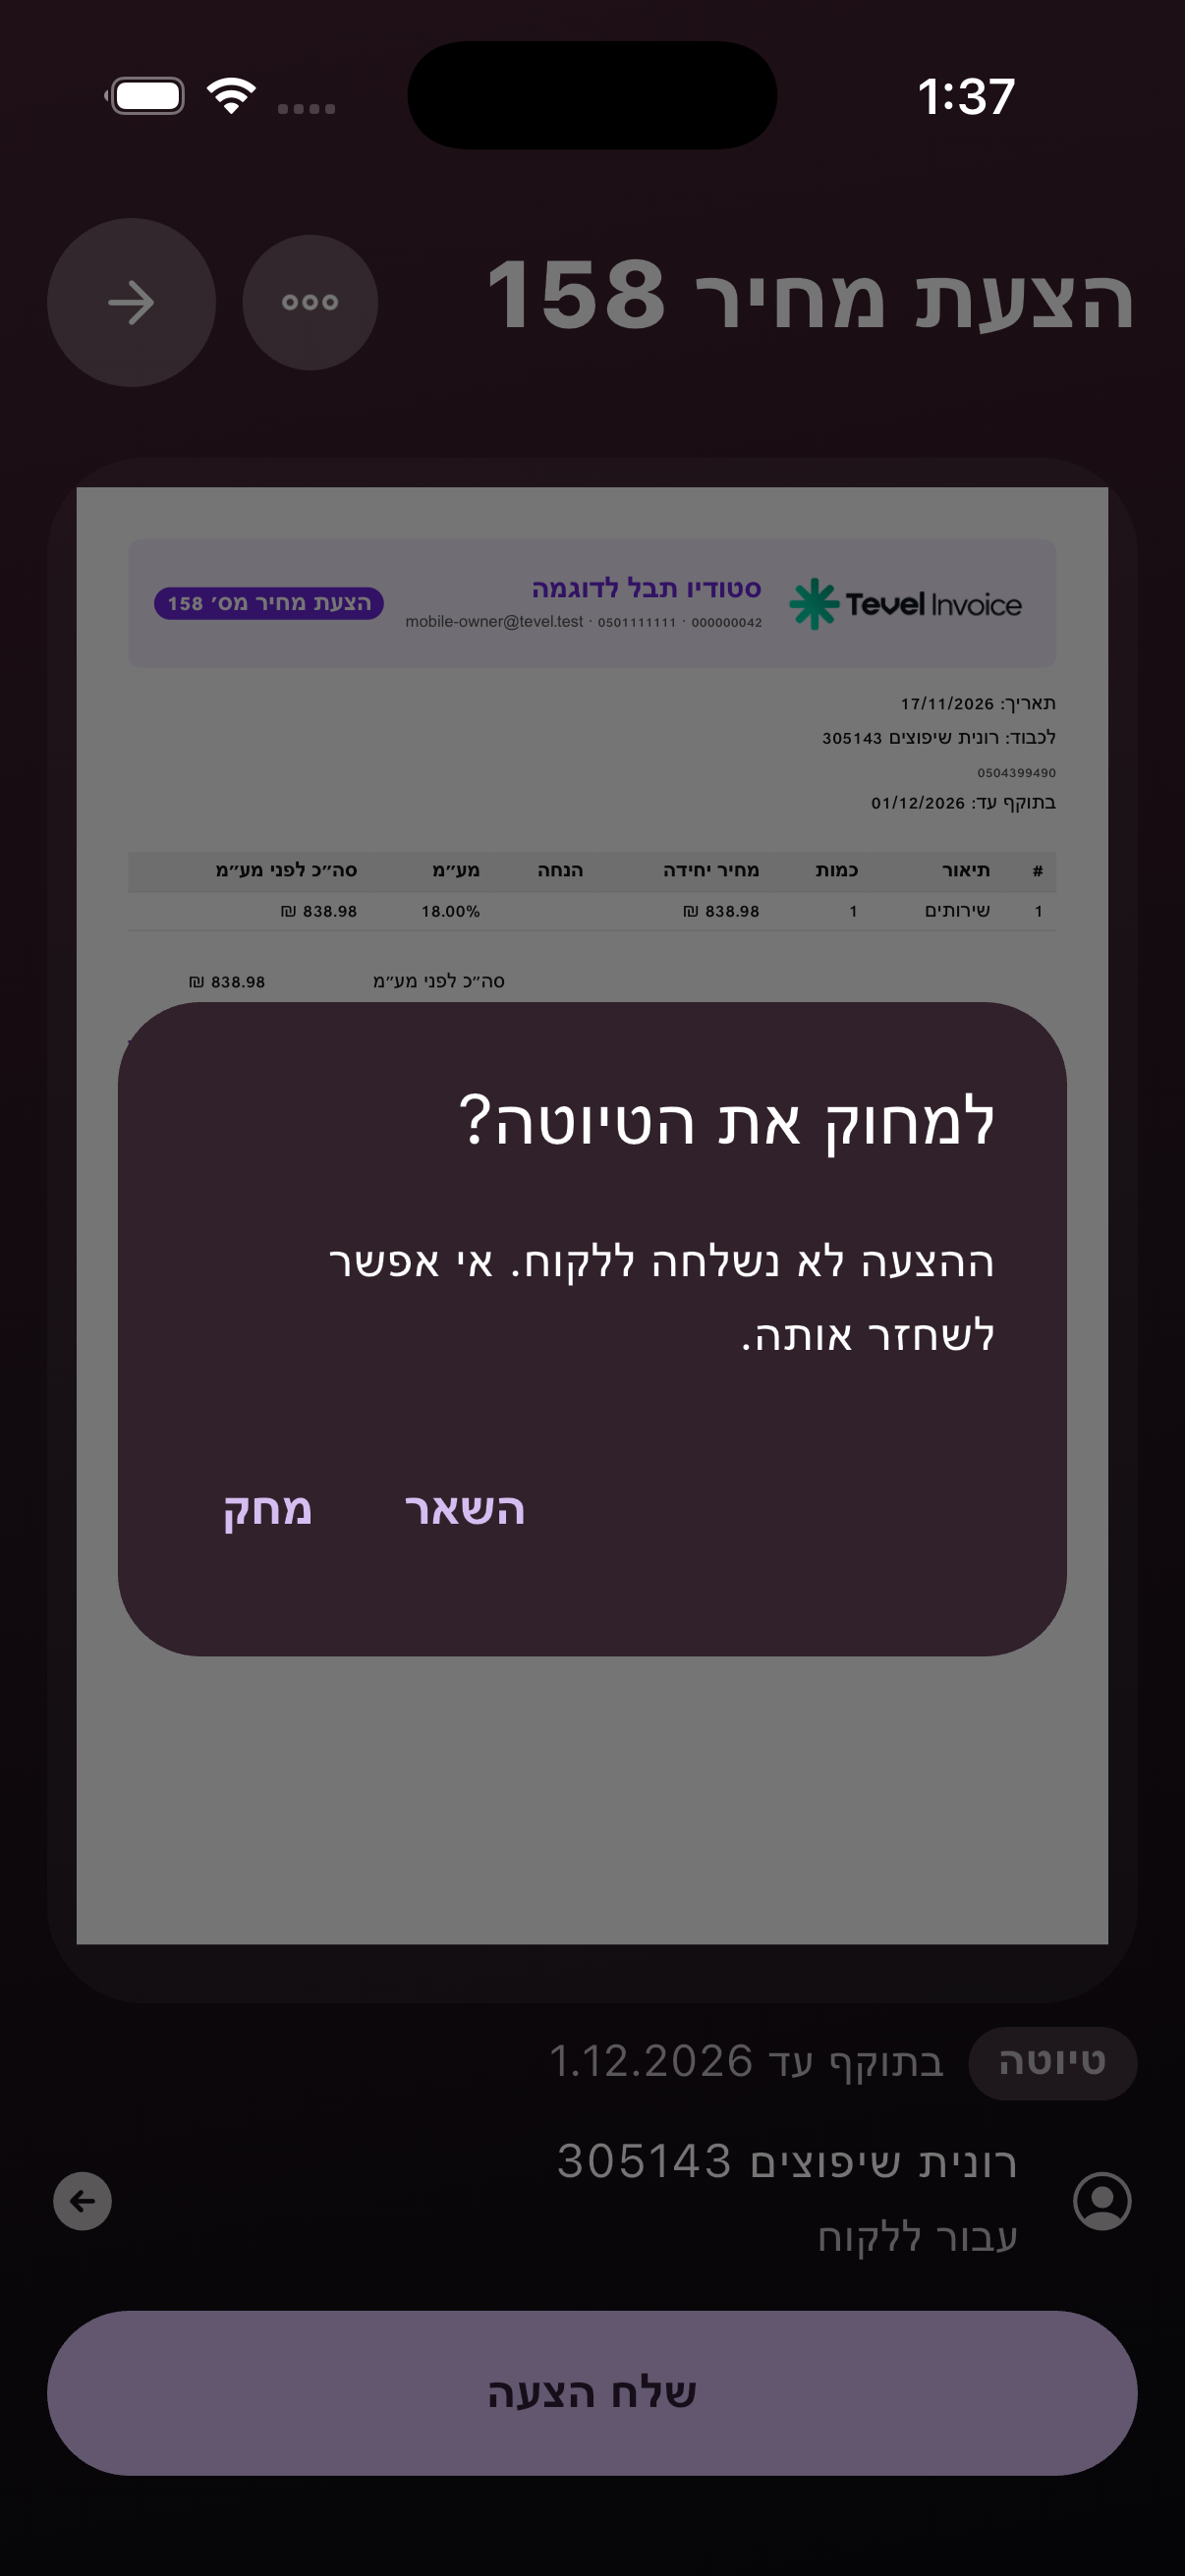 1:37
הצעת מחיר 158
Tevel Invoice
סטודיו תבל לדוגמה
000000042 · 0501111111 · mobile-owner@tevel.test
הצעת מחיר מס׳ 158
תאריך: 17/11/2026
לכבוד: רונית שיפוצים 305143
0504399490
בתוקף עד: 01/12/2026
# תיאור כמות מחיר יחידה הנחה מע״מ סה״כ לפני מע״מ
1 שירותים 1 838.98 ₪ 18.00% 838.98 ₪
סה״כ לפני מע״מ 838.98 ₪
למחוק את הטיוטה?
ההצעה לא נשלחה ללקוח. אי אפשר
לשחזר אותה.
השאר מחק
טיוטה בתוקף עד 1.12.2026
רונית שיפוצים 305143
עבור ללקוח
שלח הצעה